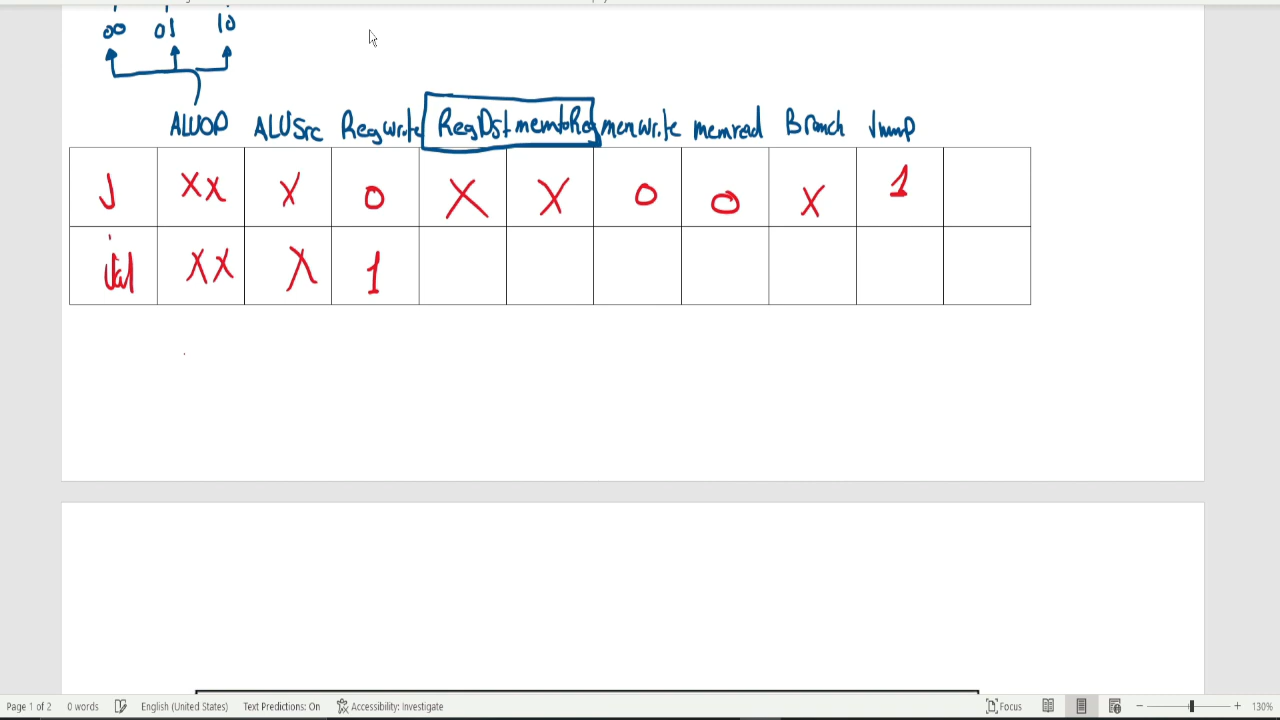 00 01 10
ALUOP ALUSrc RegWrite RegDst memtoReg memWrite memread Branch Jump
J XX X 0 X X 0 0 X 1
Jal XX X 1
Page 1 of 2 0 words English (United States) Text Predictions: On Accessibility: Investigate Focus 130%